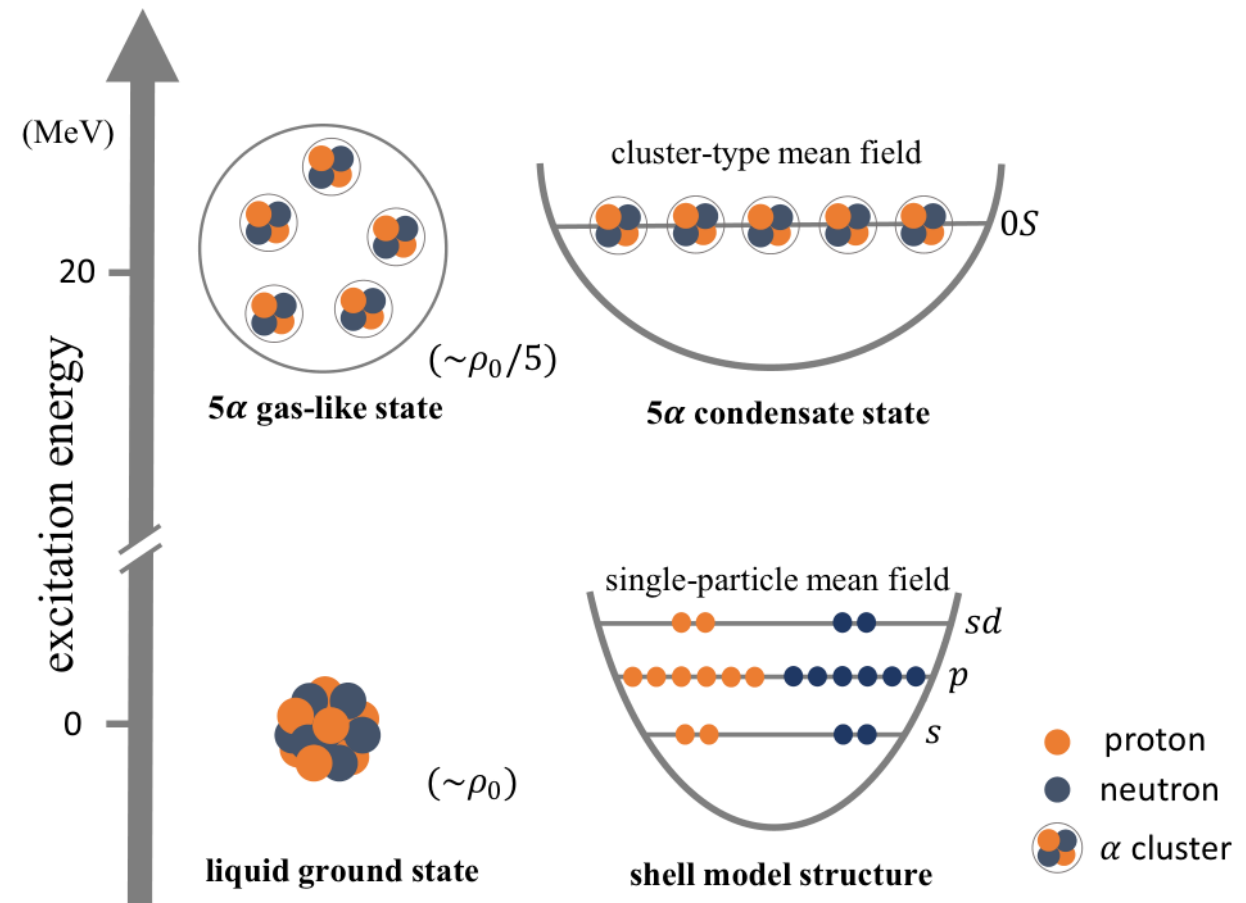 (MeV)
20
0
excitation energy
(~ρ₀/5)
5α gas-like state
cluster-type mean field
0S
5α condensate state
(~ρ₀)
liquid ground state
single-particle mean field
sd
p
s
shell model structure
proton
neutron
α cluster